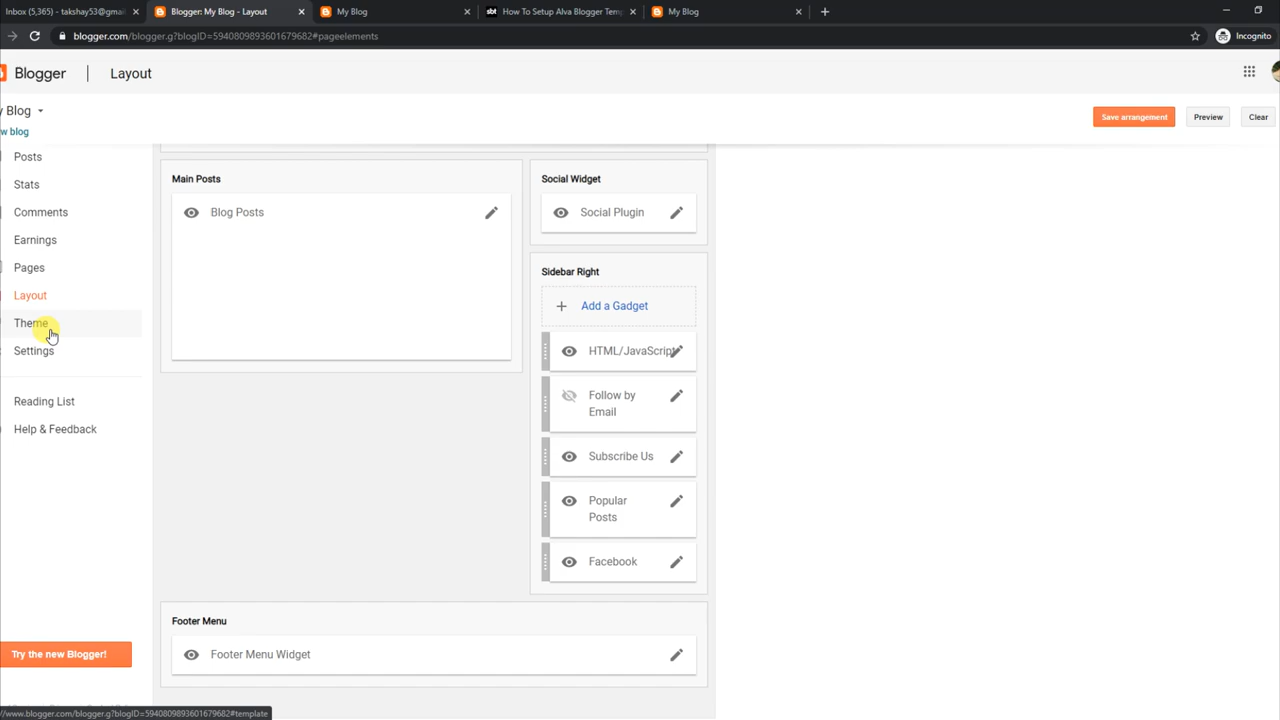 Inbox (5,365) - takshay53@gmai
Blogger: My Blog - Layout
My Blog
How To Setup Alva Blogger Temp
My Blog
blogger.com/blogger.g?blogID=5940809893601679682#pageelements
Incognito
Blogger
Layout
y Blog
w blog
Save arrangement
Preview
Clear
Posts
Stats
Comments
Earnings
Pages
Layout
Theme
Settings
Reading List
Help & Feedback
Try the new Blogger!
Main Posts
Blog Posts
Social Widget
Social Plugin
Sidebar Right
Add a Gadget
HTML/JavaScript
Follow by
Email
Subscribe Us
Popular
Posts
Facebook
Footer Menu
Footer Menu Widget
//www.blogger.com/blogger.g?blogID=5940809893601679682#template